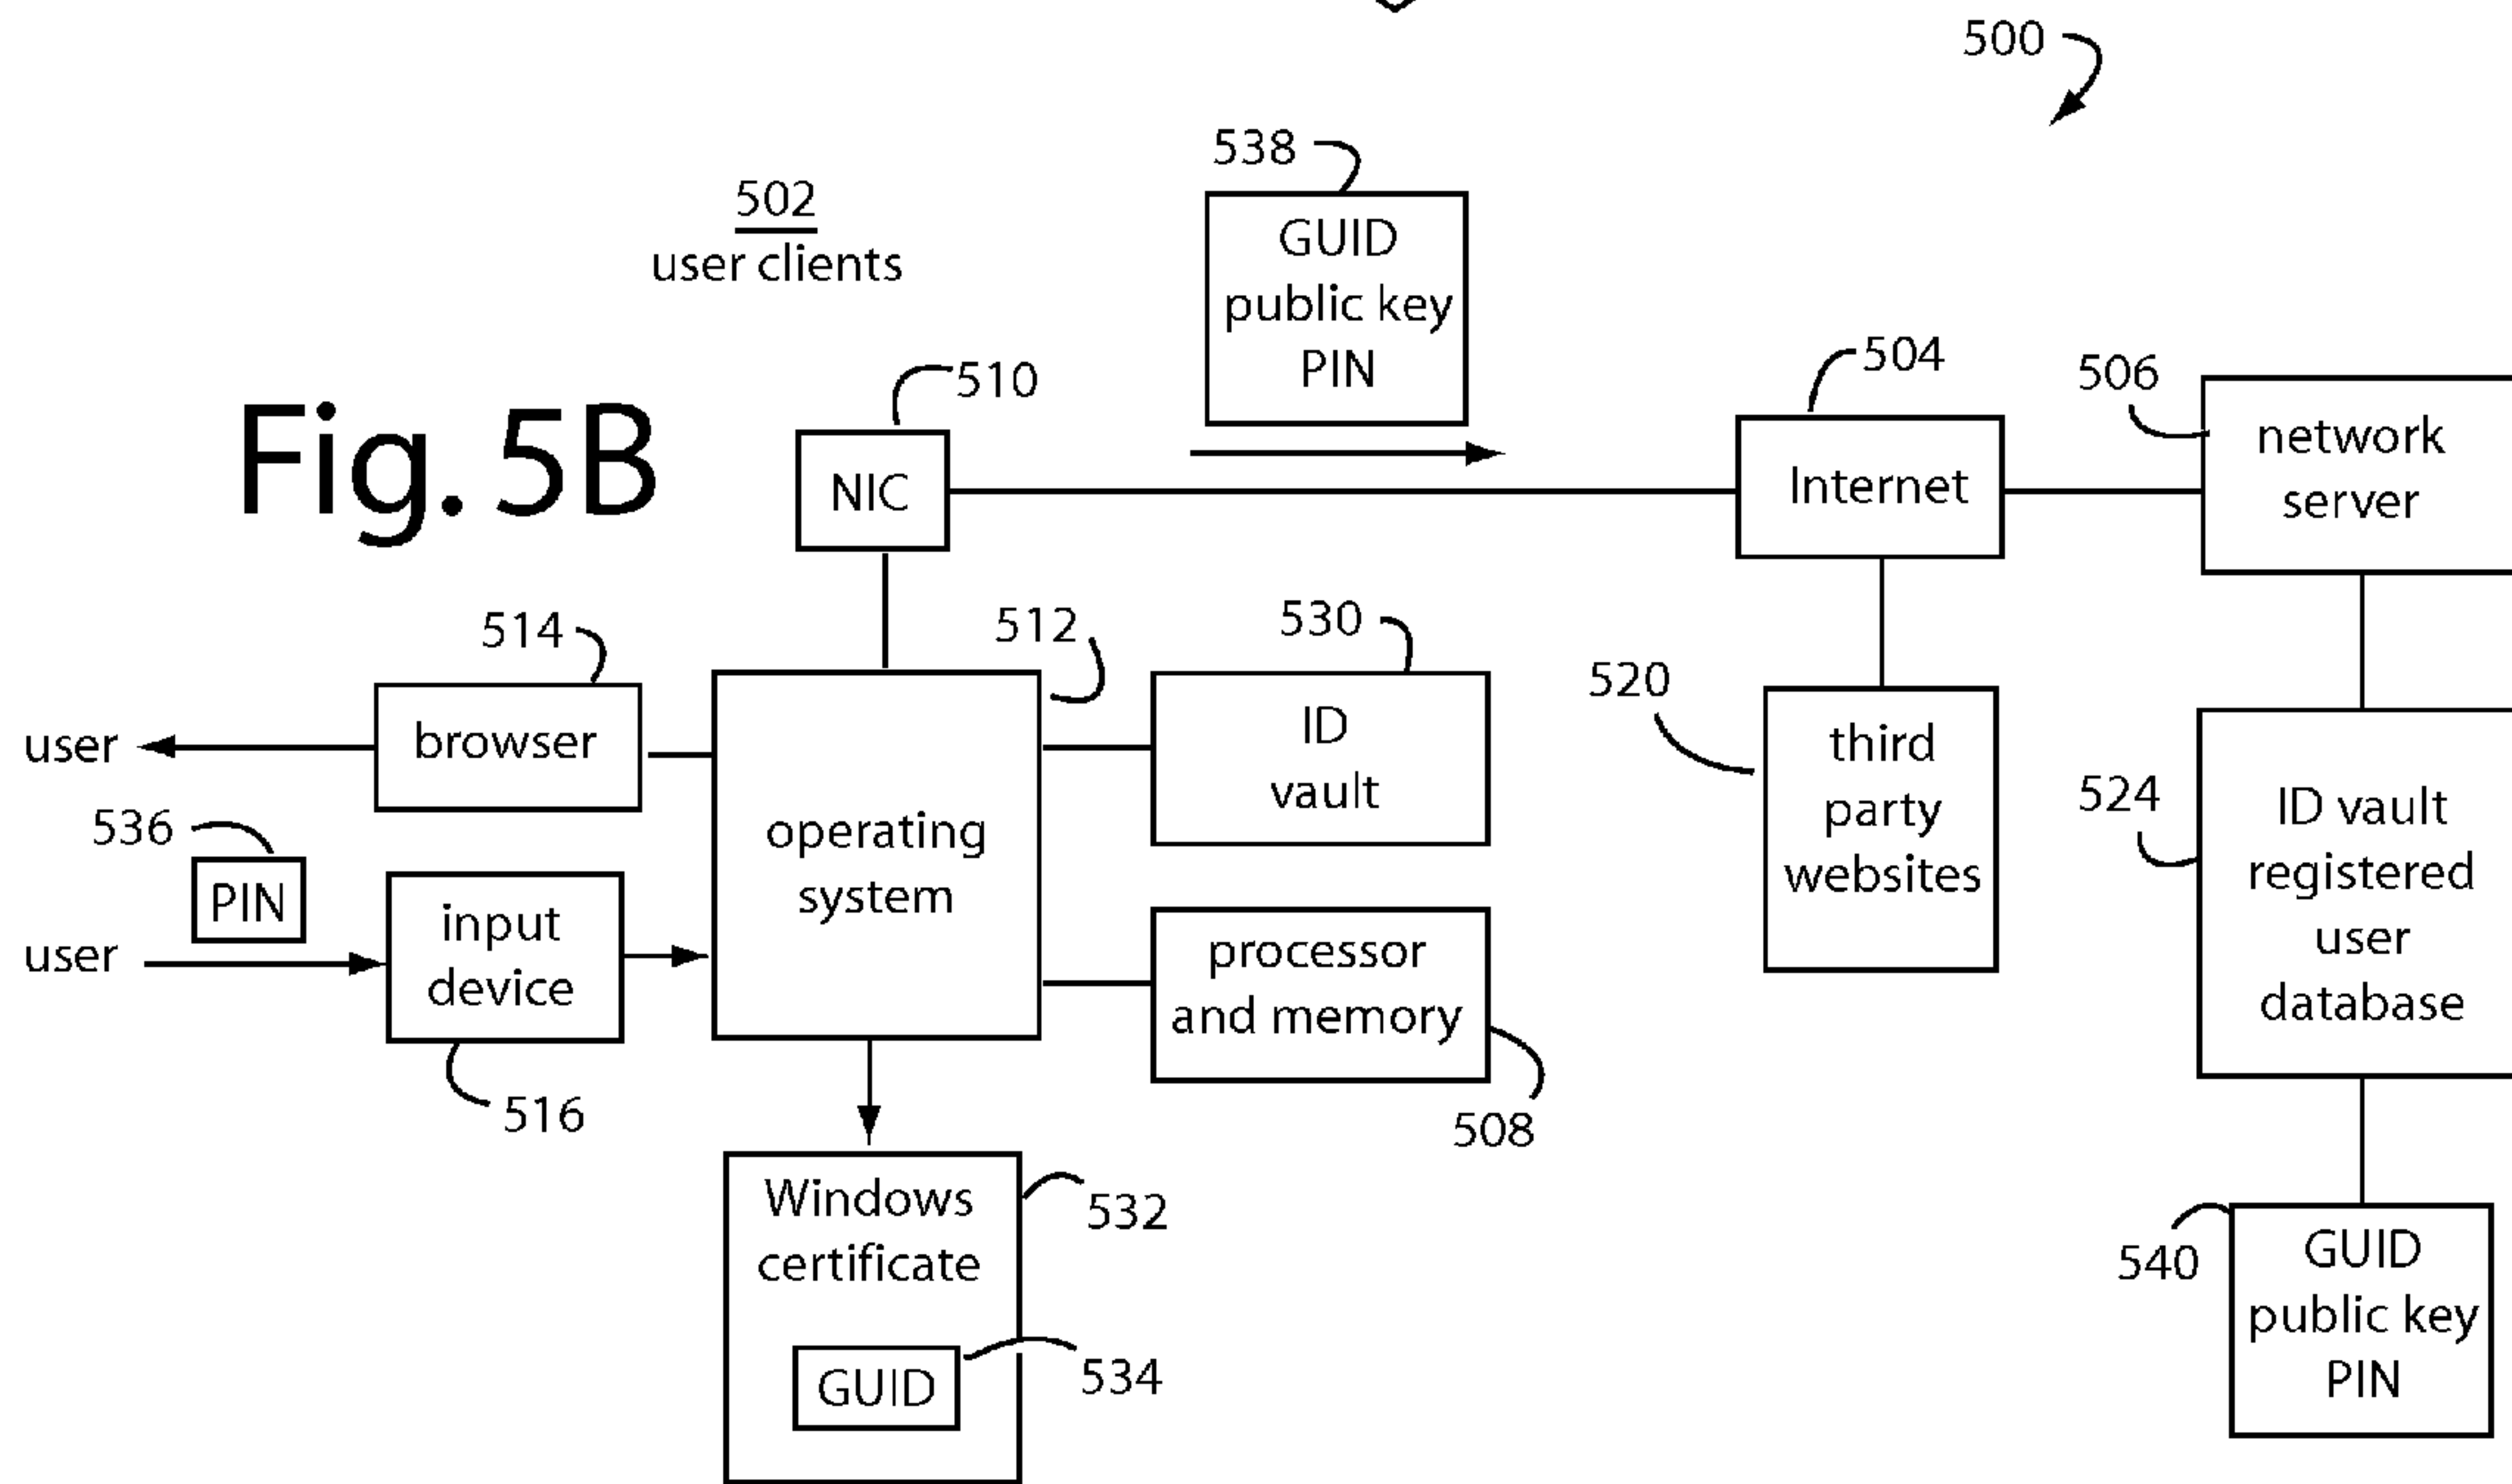 500
538
502
user clients
GUID
public key
PIN
Fig. 5B
510
NIC
504
Internet
506
network
server
514
browser
user
512
530
ID
vault
operating
system
520
third
party
websites
524
ID vault
registered
user
database
536
PIN
user
input
device
516
processor
and memory
508
Windows
certificate
532
GUID
534
540
GUID
public key
PIN